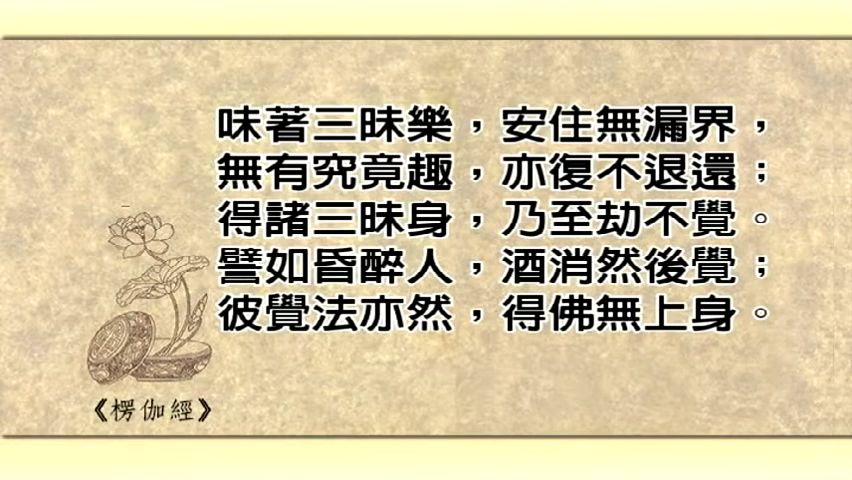 味著三昧樂，安住無漏界，
無有究竟趣，亦復不退還；
得諸三昧身，乃至劫不覺。
譬如昏醉人，酒消然後覺；
彼覺法亦然，得佛無上身。
《楞伽經》